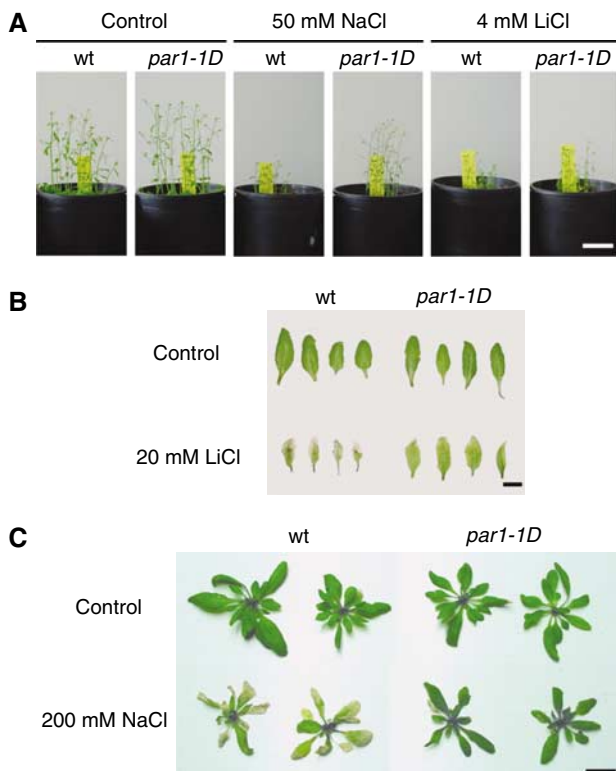 A
Control 50 mM NaCl 4 mM LiCl
wt par1-1D wt par1-1D wt par1-1D
B
wt par1-1D
Control
20 mM LiCl
C
wt par1-1D
Control
200 mM NaCl